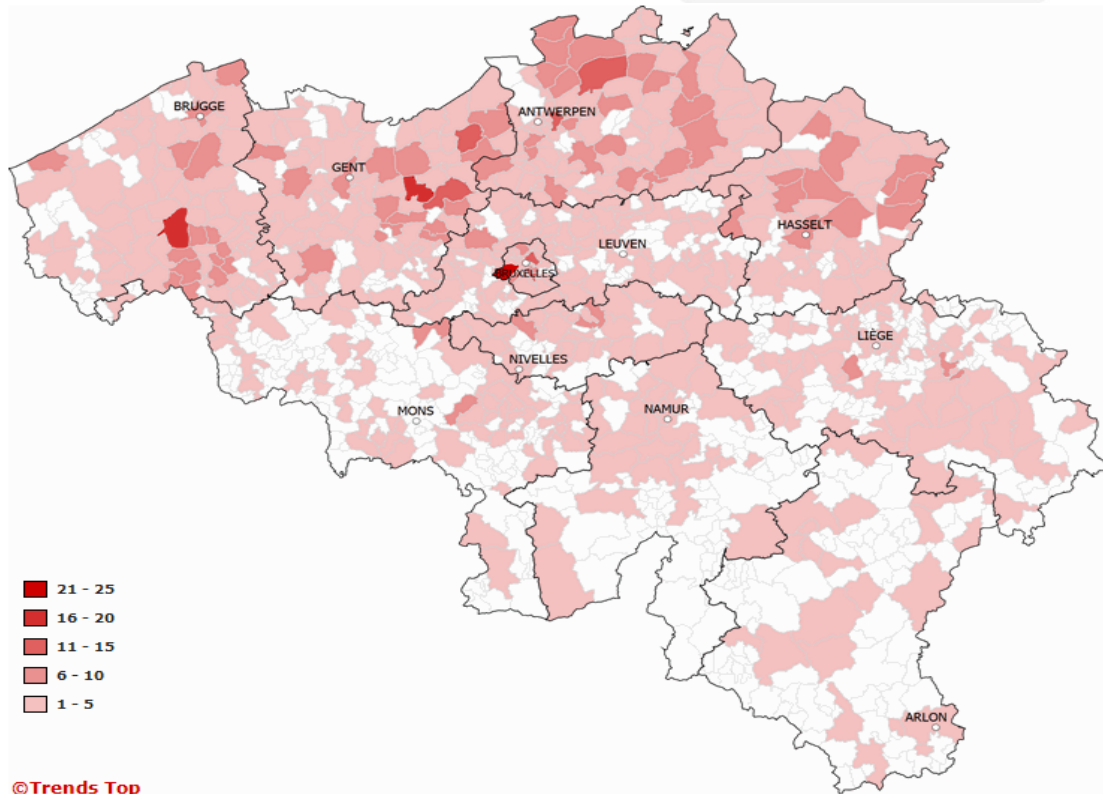 BRUGGE
ANTWERPEN
GENT
HASSELT
LEUVEN
BRUXELLES
LIÈGE
NIVELLES
MONS
NAMUR
ARLON
21 - 25
16 - 20
11 - 15
6 - 10
1 - 5
©Trends Top